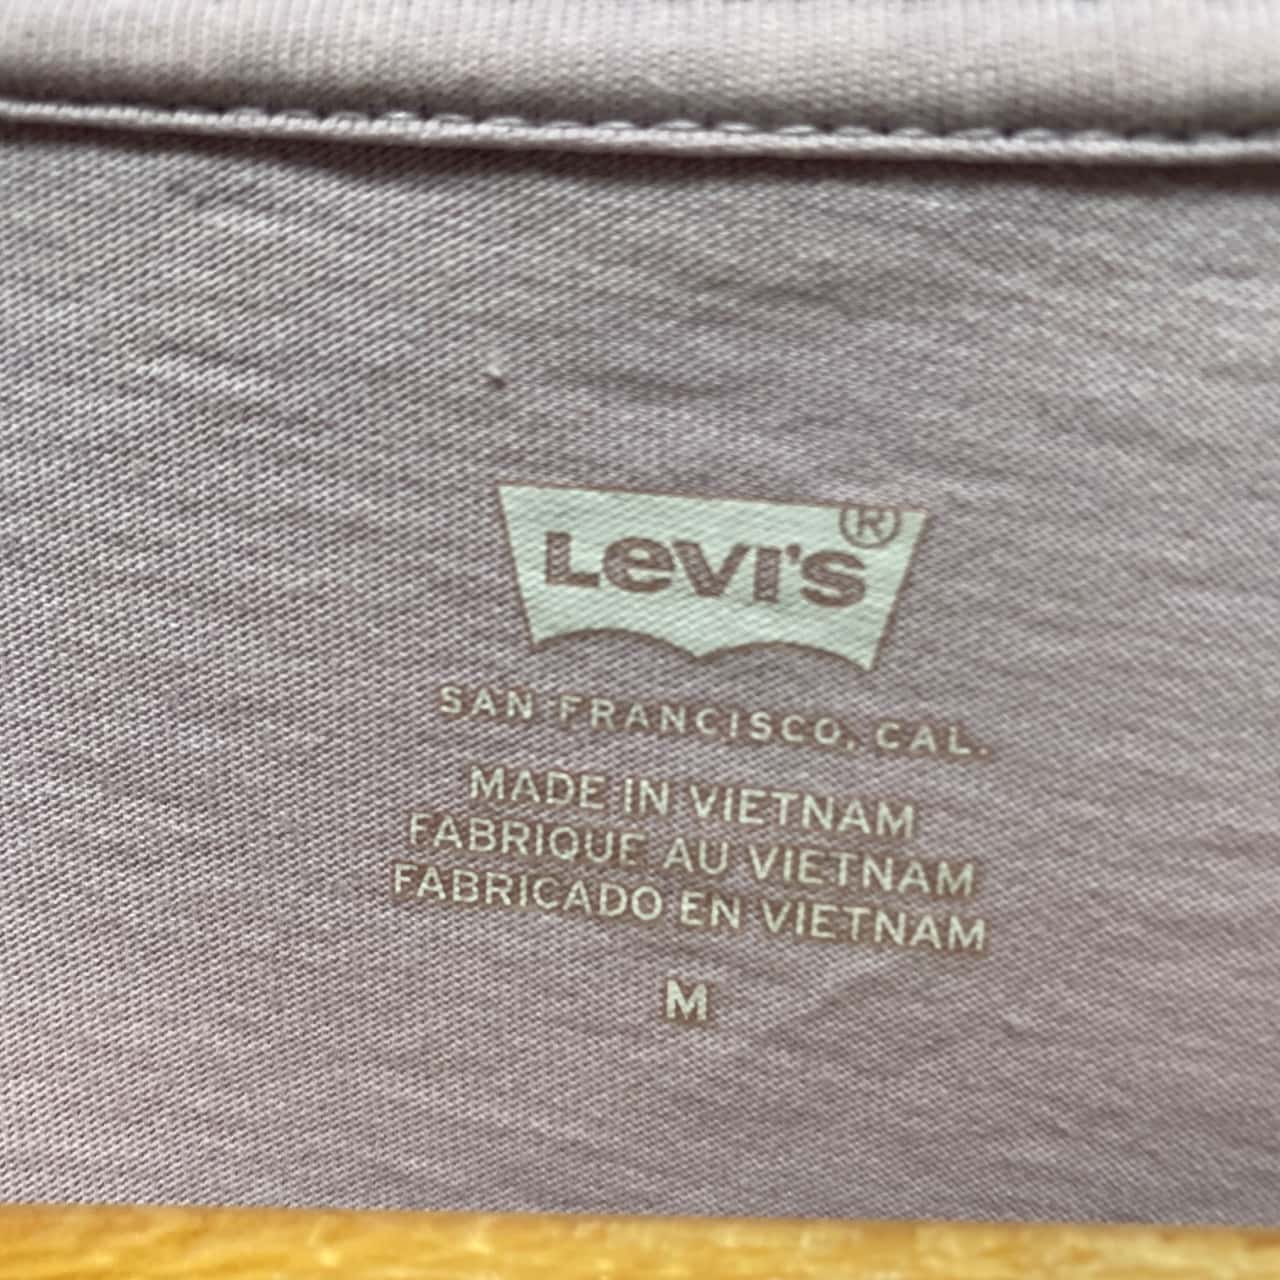 Levi's®
SAN FRANCISCO, CAL.
MADE IN VIETNAM
FABRIQUE AU VIETNAM
FABRICADO EN VIETNAM
M